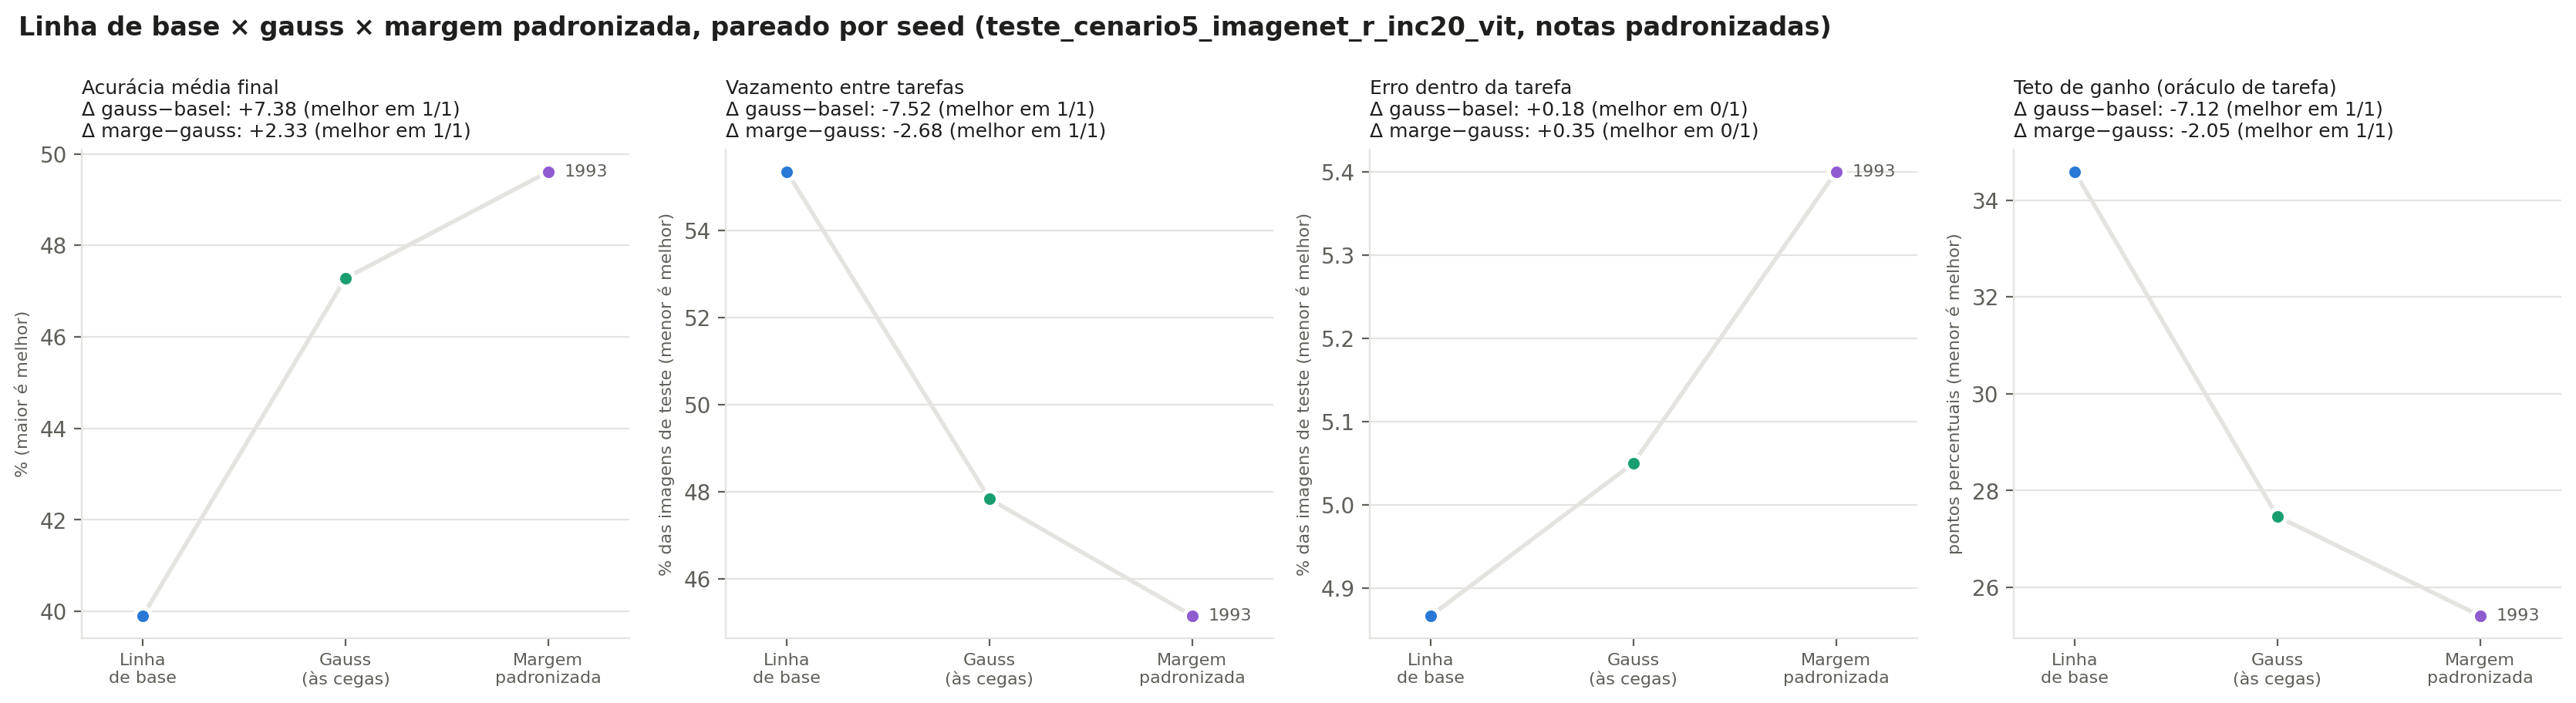 Linha de base × gauss × margem padronizada, pareado por seed (teste_cenario5_imagenet_r_inc20_vit, notas padronizadas)
Acurácia média final
Δ gauss−basel: +7.38 (melhor em 1/1)
Δ marge−gauss: +2.33 (melhor em 1/1)
% (maior é melhor)
50
48
46
44
42
40
1993
Linha
de base
Gauss
(às cegas)
Margem
padronizada
Vazamento entre tarefas
Δ gauss−basel: -7.52 (melhor em 1/1)
Δ marge−gauss: -2.68 (melhor em 1/1)
% das imagens de teste (menor é melhor)
54
52
50
48
46
1993
Linha
de base
Gauss
(às cegas)
Margem
padronizada
Erro dentro da tarefa
Δ gauss−basel: +0.18 (melhor em 0/1)
Δ marge−gauss: +0.35 (melhor em 0/1)
% das imagens de teste (menor é melhor)
5.4
5.3
5.2
5.1
5.0
4.9
1993
Linha
de base
Gauss
(às cegas)
Margem
padronizada
Teto de ganho (oráculo de tarefa)
Δ gauss−basel: -7.12 (melhor em 1/1)
Δ marge−gauss: -2.05 (melhor em 1/1)
pontos percentuais (menor é melhor)
34
32
30
28
26
1993
Linha
de base
Gauss
(às cegas)
Margem
padronizada